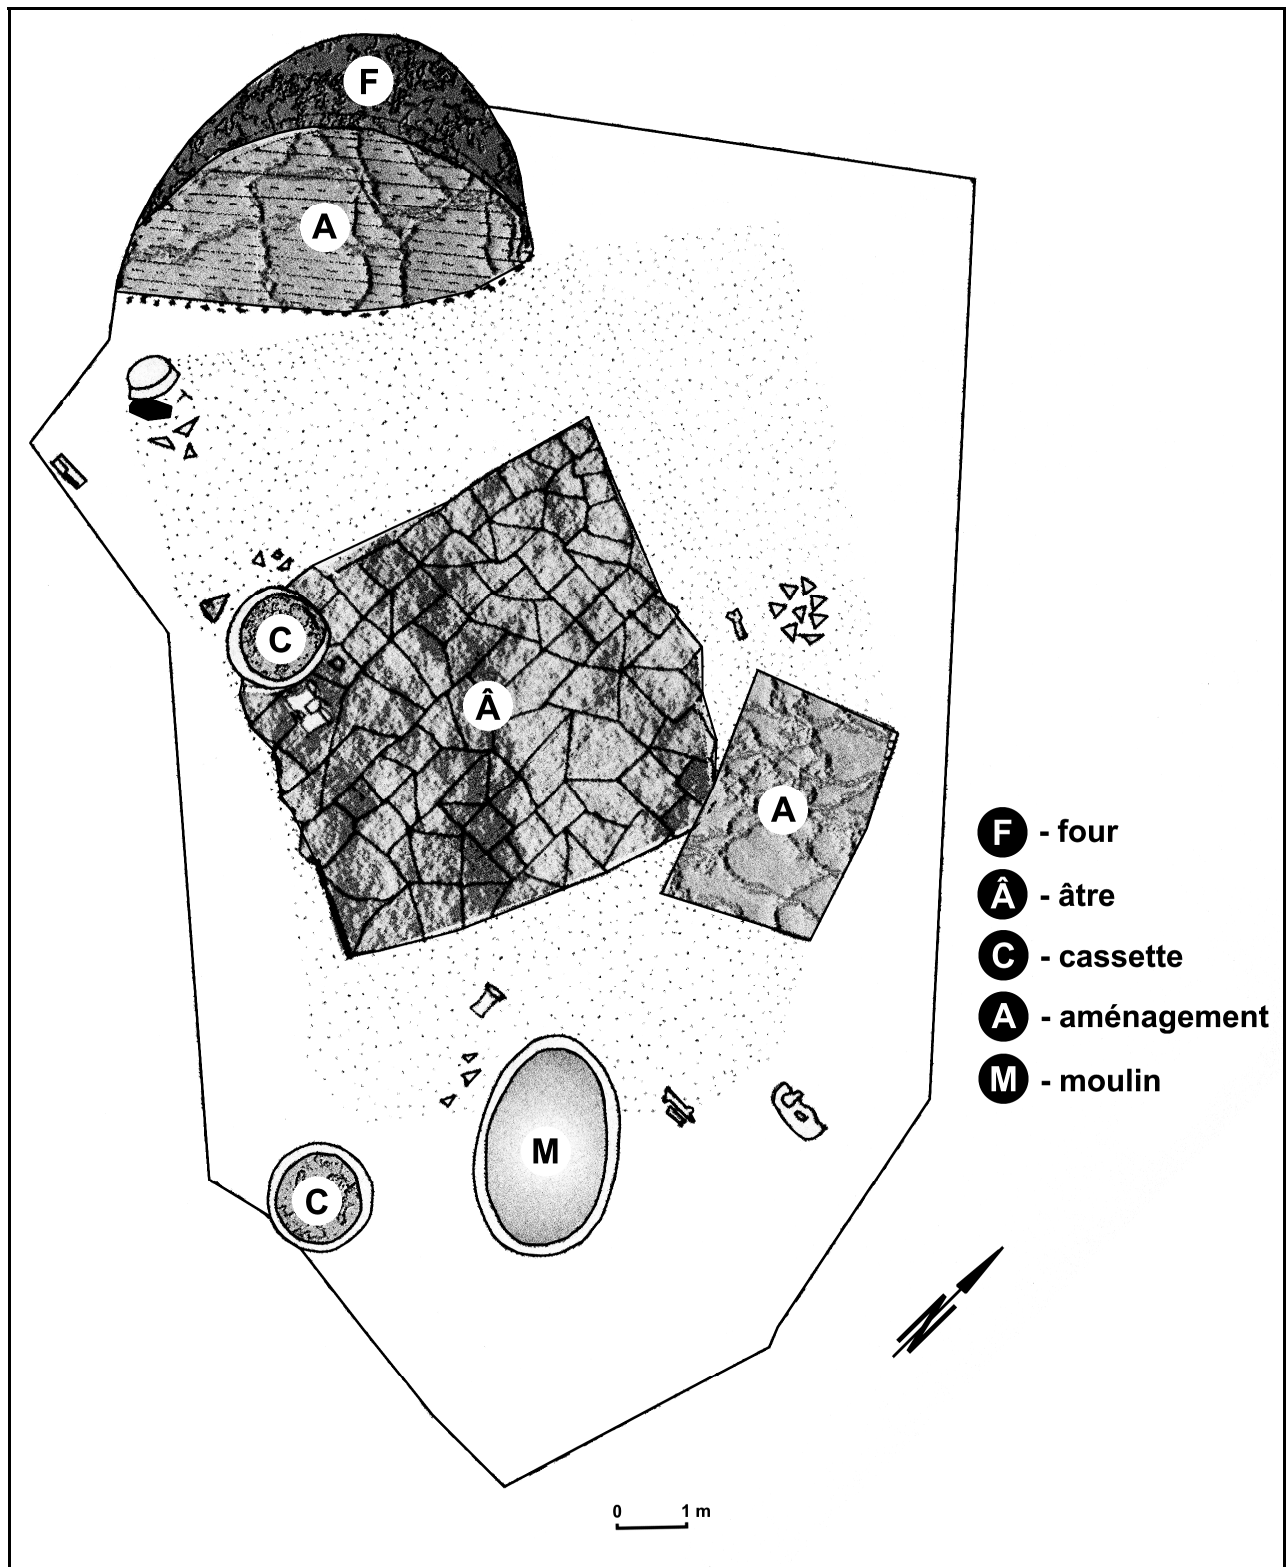 F
A
C
Â
A
F - four
Â - âtre
C - cassette
A - aménagement
M - moulin
M
C
N
0 1 m